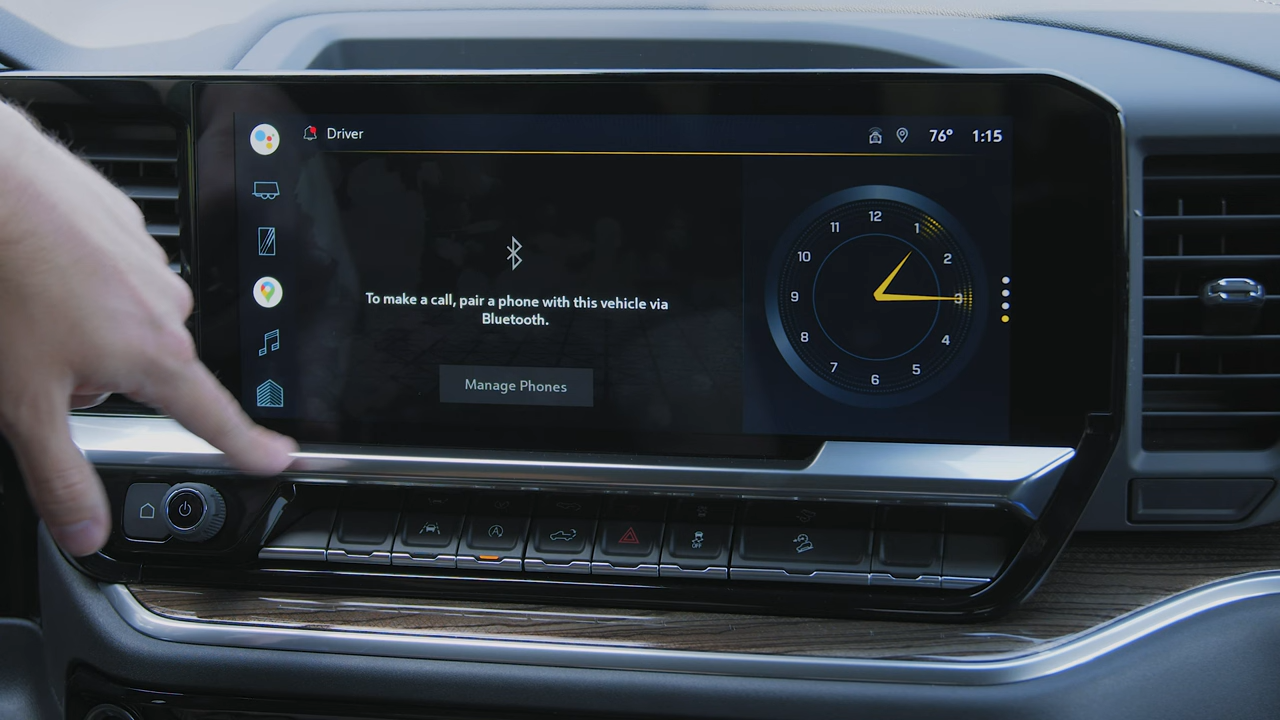 Driver
76° 1:15
To make a call, pair a phone with this vehicle via
Bluetooth.
Manage Phones
12
11 1
10 2
9 3
8 4
7 5
6
A
OFF